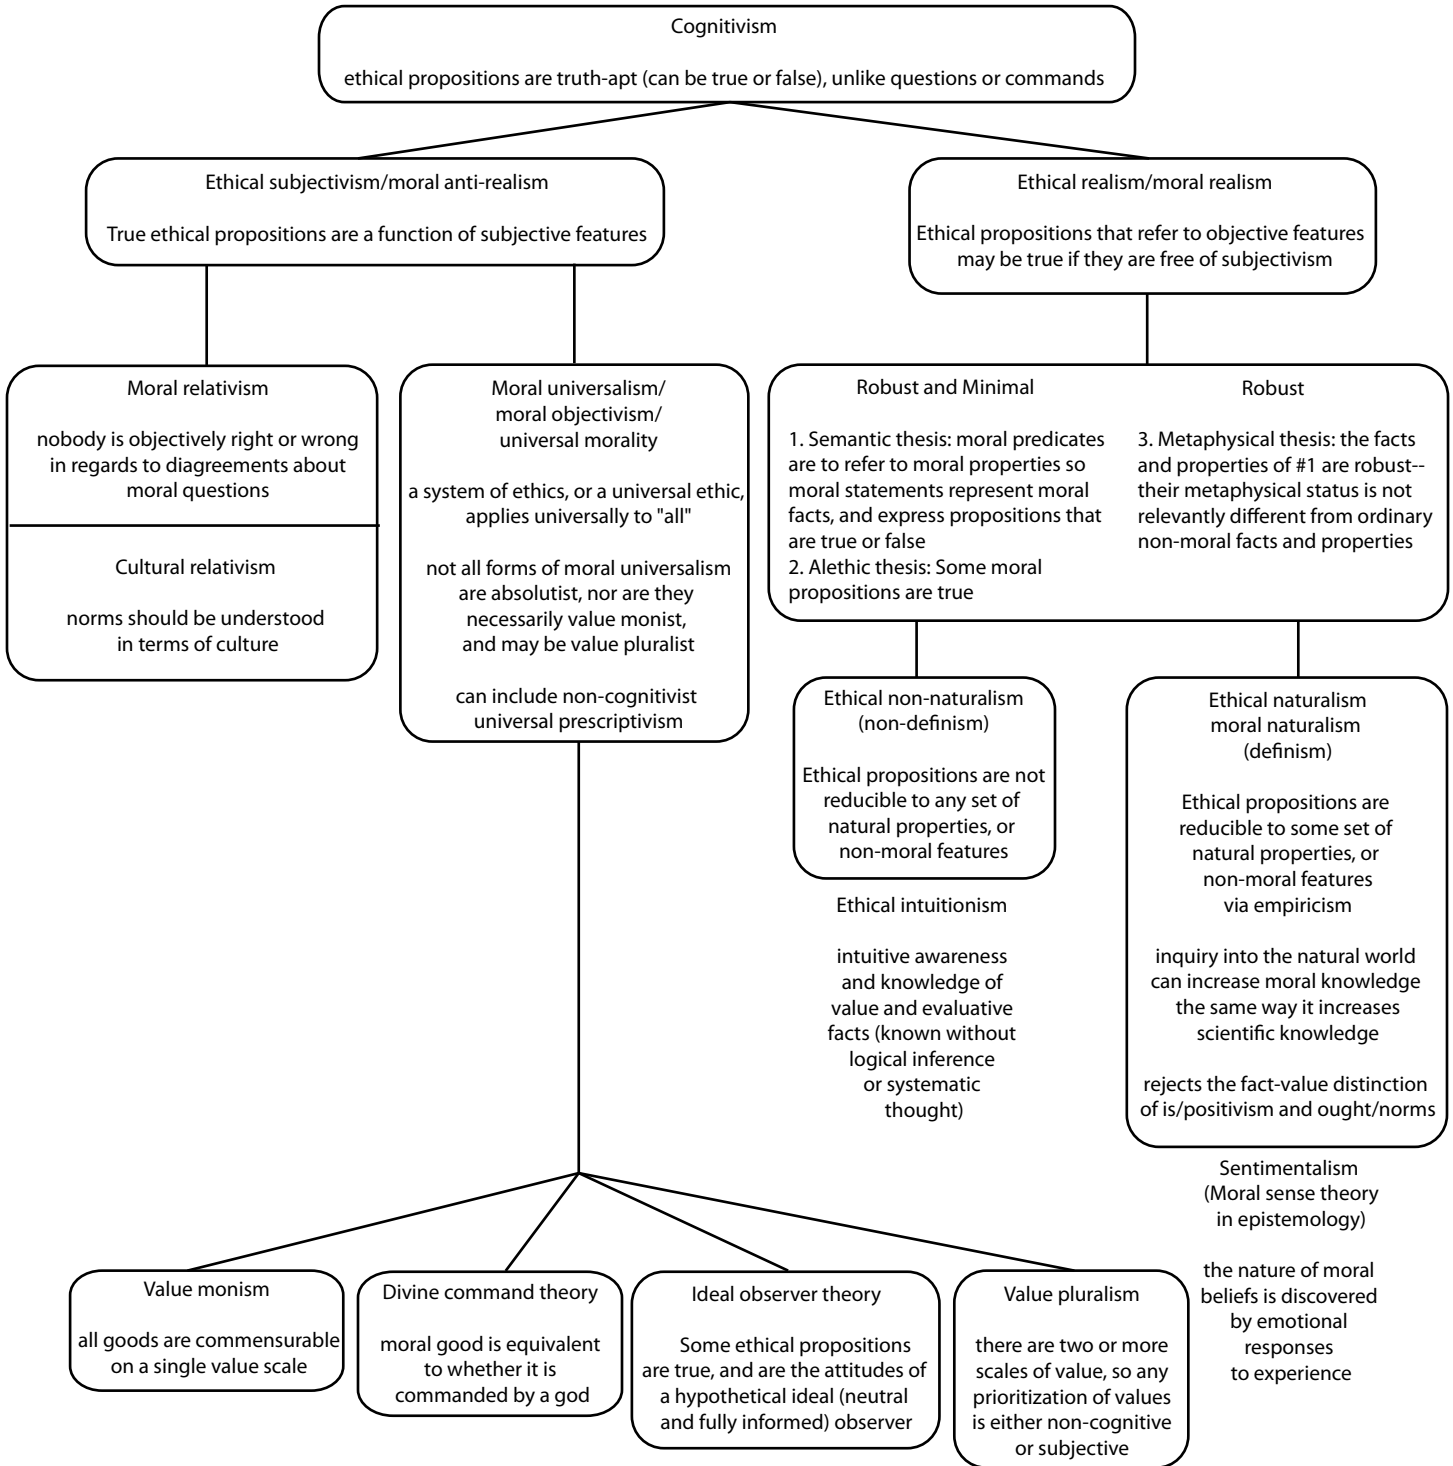 Cognitivism
ethical propositions are truth-apt (can be true or false), unlike questions or commands
Ethical subjectivism/moral anti-realism
True ethical propositions are a function of subjective features
Ethical realism/moral realism
Ethical propositions that refer to objective features
may be true if they are free of subjectivism
Moral relativism
nobody is objectively right or wrong
in regards to diagreements about
moral questions
Cultural relativism
norms should be understood
in terms of culture
Moral universalism/
moral objectivism/
universal morality
a system of ethics, or a universal ethic,
applies universally to "all"
not all forms of moral universalism
are absolutist, nor are they
necessarily value monist,
and may be value pluralist
can include non-cognitivist
universal prescriptivism
Robust and Minimal
1. Semantic thesis: moral predicates
are to refer to moral properties so
moral statements represent moral
facts, and express propositions that
are true or false
2. Alethic thesis: Some moral
propositions are true
Robust
3. Metaphysical thesis: the facts
and properties of #1 are robust--
their metaphysical status is not
relevantly different from ordinary
non-moral facts and properties
Ethical non-naturalism
(non-definism)
Ethical propositions are not
reducible to any set of
natural properties, or
non-moral features
Ethical intuitionism
intuitive awareness
and knowledge of
value and evaluative
facts (known without
logical inference
or systematic
thought)
Ethical naturalism
moral naturalism
(definism)
Ethical propositions are
reducible to some set of
natural properties, or
non-moral features
via empiricism
inquiry into the natural world
can increase moral knowledge
the same way it increases
scientific knowledge
rejects the fact-value distinction
of is/positivism and ought/norms
Sentimentalism
(Moral sense theory
in epistemology)
the nature of moral
beliefs is discovered
by emotional
responses
to experience
Value monism
all goods are commensurable
on a single value scale
Divine command theory
moral good is equivalent
to whether it is
commanded by a god
Ideal observer theory
Some ethical propositions
are true, and are the attitudes of
a hypothetical ideal (neutral
and fully informed) observer
Value pluralism
there are two or more
scales of value, so any
prioritization of values
is either non-cognitive
or subjective